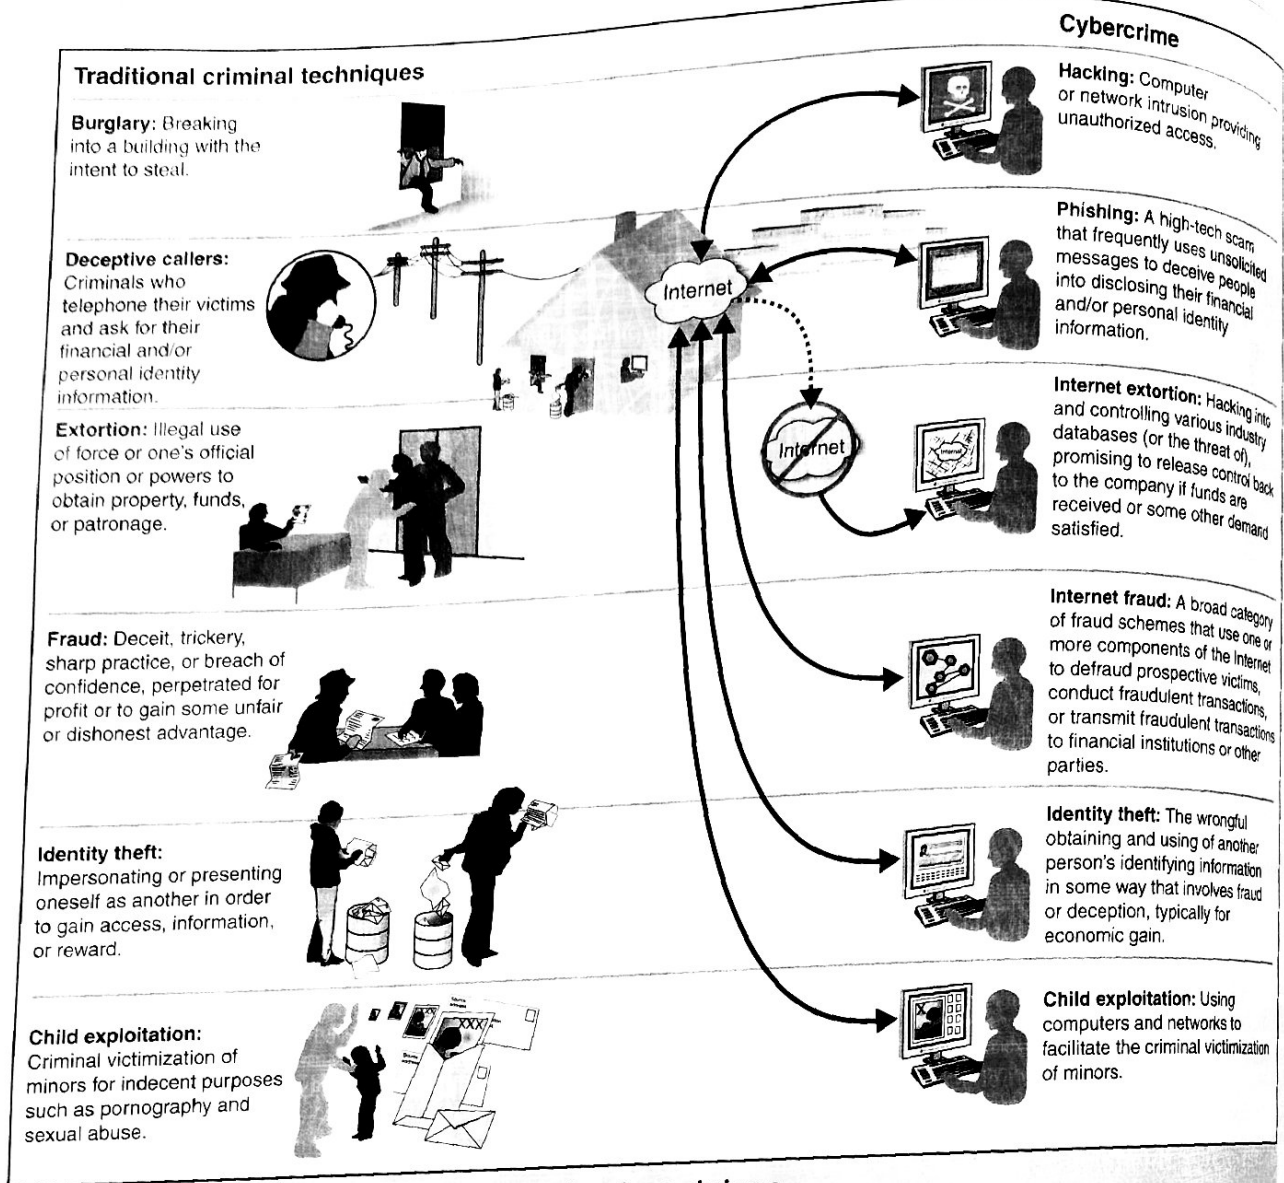 Cybercrime
Traditional criminal techniques
Burglary: Breaking
into a building with the
intent to steal.
Hacking: Computer
or network intrusion providing
unauthorized access.
Deceptive callers:
Criminals who
telephone their victims
and ask for their
financial and/or
personal identity
information.
Internet
Phishing: A high-tech scam
that frequently uses unsolicited
messages to deceive people
into disclosing their financial
and/or personal identity
information.
Extortion: Illegal use
of force or one's official
position or powers to
obtain property, funds,
or patronage.
Internet
Internet
Internet extortion: Hacking into
and controlling various industry
databases (or the threat of),
promising to release control back
to the company if funds are
received or some other demand
satisfied.
Fraud: Deceit, trickery,
sharp practice, or breach of
confidence, perpetrated for
profit or to gain some unfair
or dishonest advantage.
Internet fraud: A broad category
of fraud schemes that use one or
more components of the Internet
to defraud prospective victims,
conduct fraudulent transactions,
or transmit fraudulent transactions
to financial institutions or other
parties.
Identity theft:
Impersonating or presenting
oneself as another in order
to gain access, information,
or reward.
Identity theft: The wrongful
obtaining and using of another
person's identifying information
in some way that involves fraud
or deception, typically for
economic gain.
Child exploitation:
Criminal victimization of
minors for indecent purposes
such as pornography and
sexual abuse.
XXX
X
Child exploitation: Using
computers and networks to
facilitate the criminal victimization
of minors.